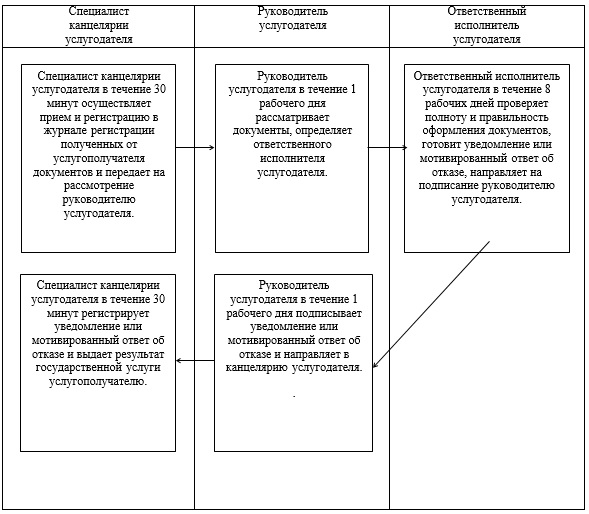 Специалист
канцелярии
услугодателя
Руководитель
услугодателя
Ответственный
исполнитель
услугодателя
Специалист канцелярии
услугодателя в течение 30
минут осуществляет
прием и регистрацию в
журнале регистрации
полученных от
услугополучателя
документов и передает на
рассмотрение
руководителю
услугодателя.
Руководитель
услугодателя в течение 1
рабочего дня
рассматривает
документы, определяет
ответственного
исполнителя
услугодателя.
Ответственный исполнитель
услугодателя в течение 8
рабочих дней проверяет
полноту и правильность
оформления документов,
готовит уведомление или
мотивированный ответ об
отказе, направляет на
подписание руководителю
услугодателя.
Руководитель
услугодателя в течение 1
рабочего дня подписывает
уведомление или
мотивированный ответ об
отказе и направляет в
канцелярию услугодателя.
.
Специалист канцелярии
услугодателя в течение 30
минут регистрирует
уведомление или
мотивированный ответ об
отказе и выдает результат
государственной услуги
услугополучателю.